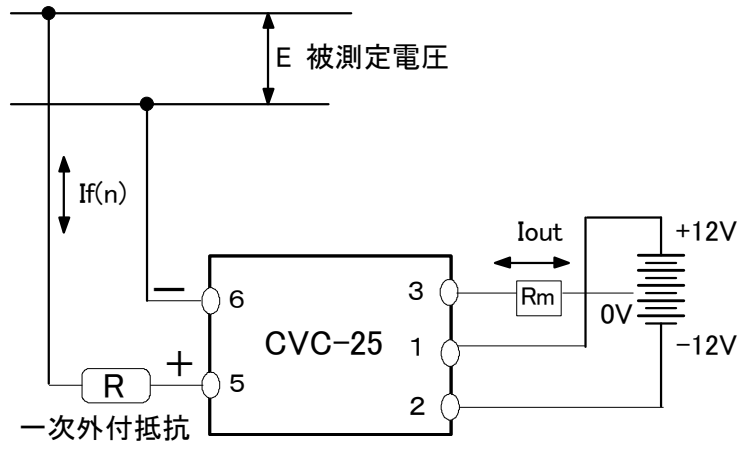 E 被測定電圧
If(n)
Iout
+12V
Rm
0V
-12V
− 6
3
CVC-25
1
+ 5
2
R
一次外付抵抗